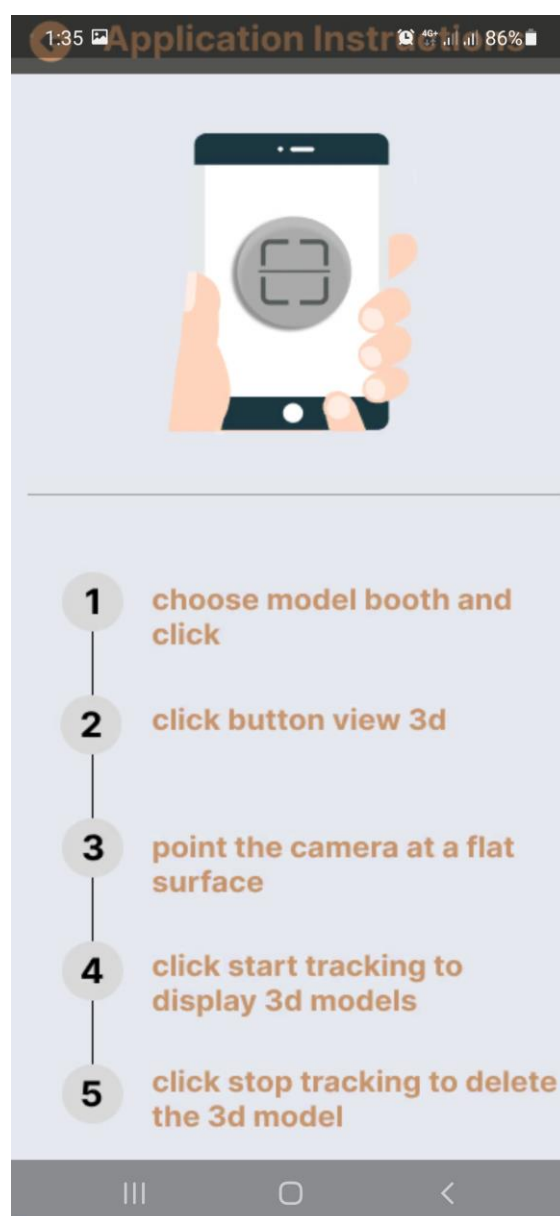 1:35 4G+ 86%
Application Instructions
1
choose model booth and
click
2
click button view 3d
3
point the camera at a flat
surface
4
click start tracking to
display 3d models
5
click stop tracking to delete
the 3d model